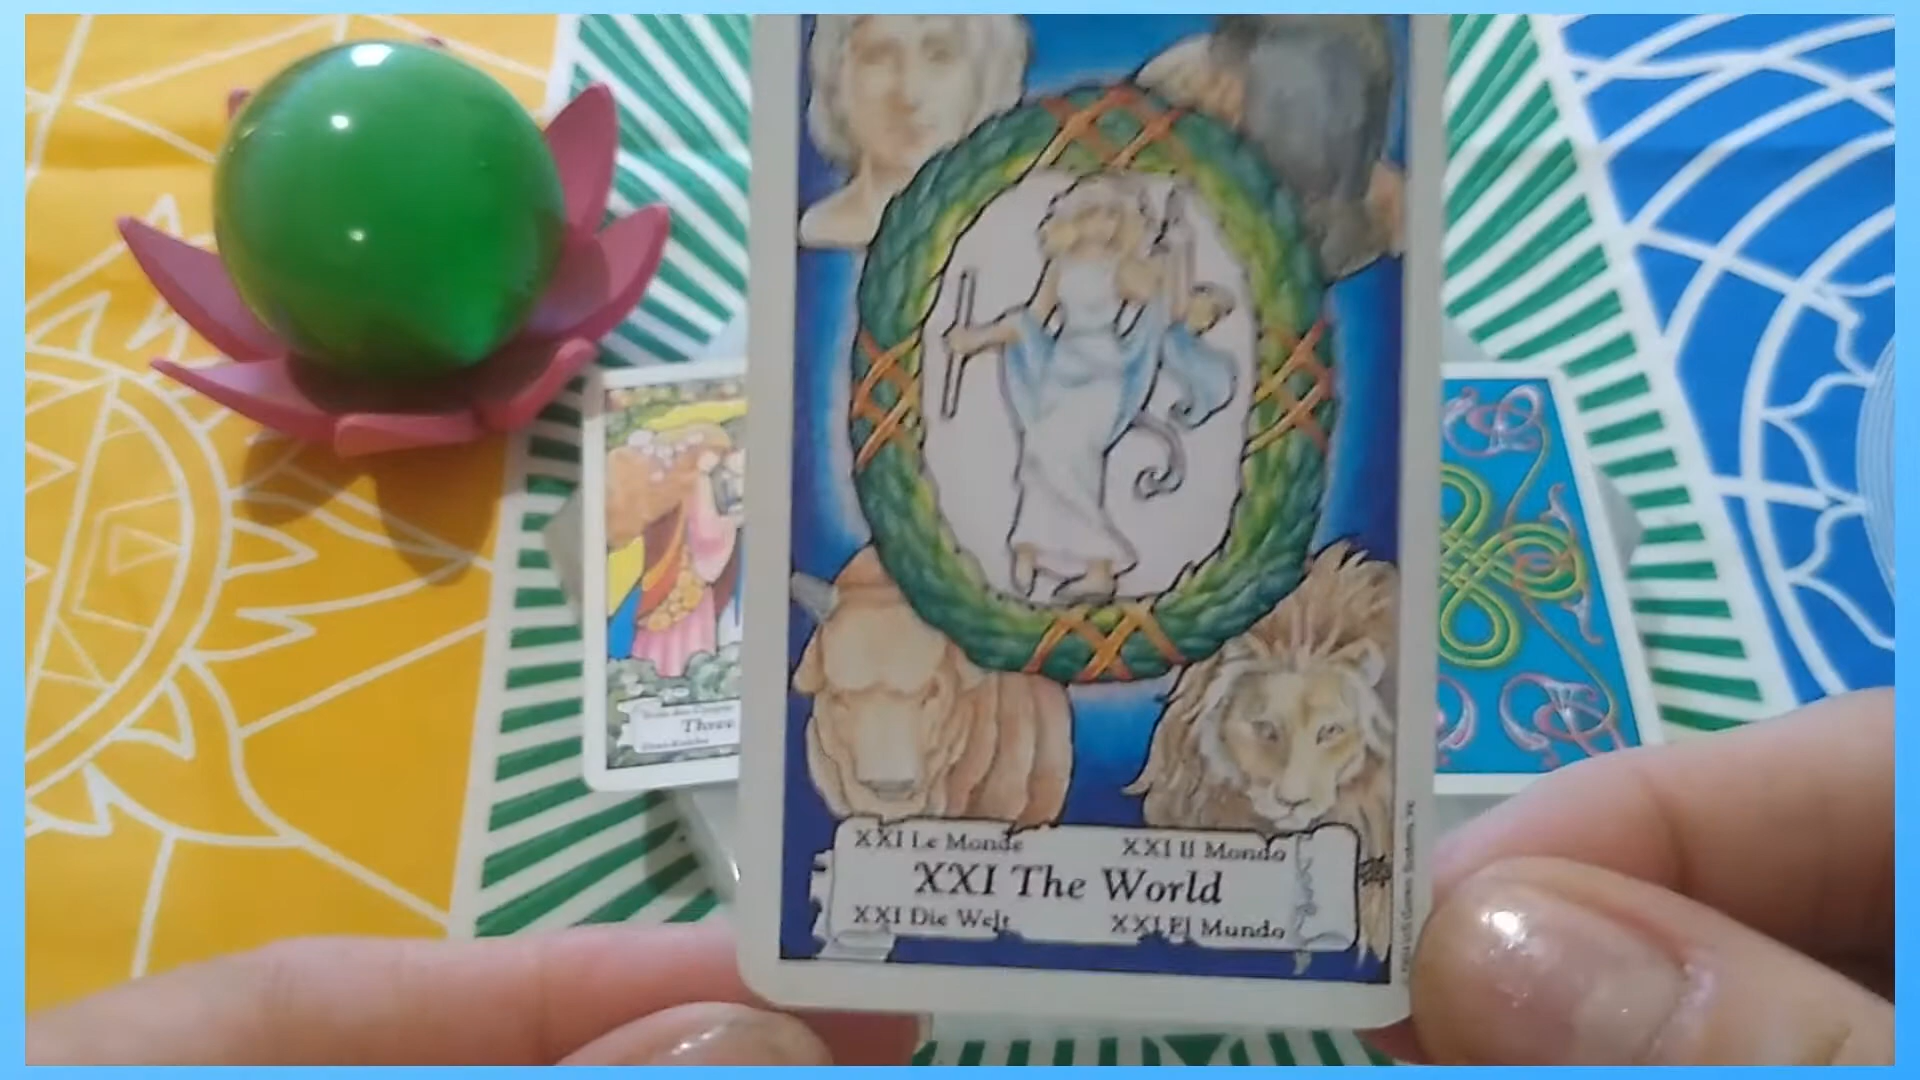 Three
XXI Le Monde
XXI Il Mondo
XXI The World
XXI Die Welt
XXI El Mundo